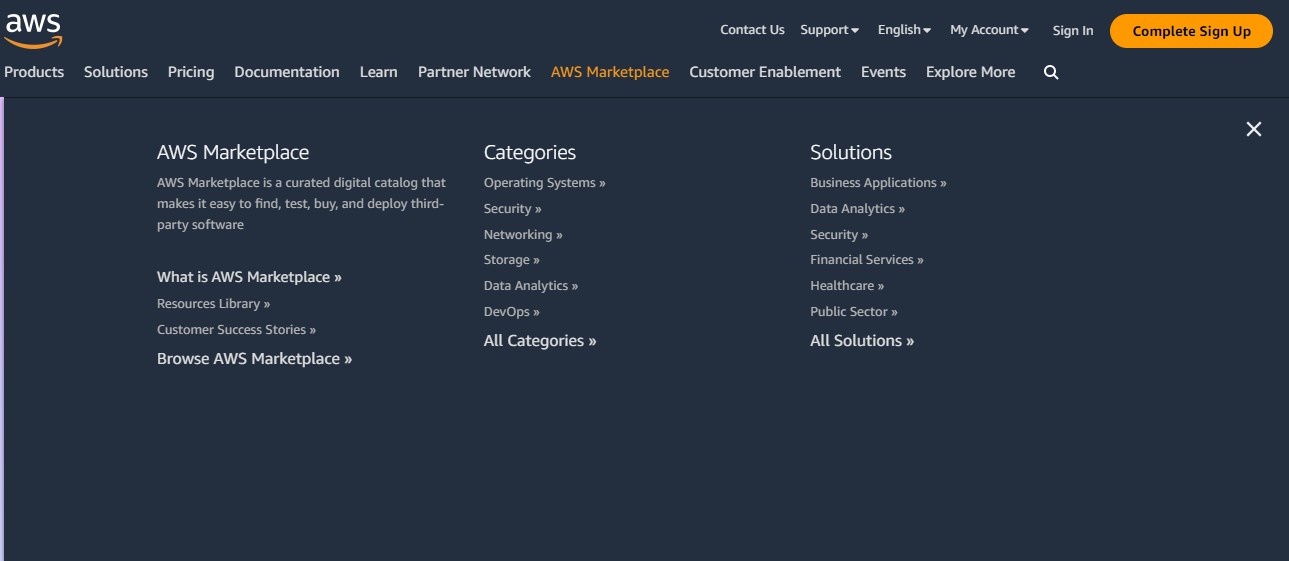 aws
Contact Us Support English My Account Sign In Complete Sign Up
Products Solutions Pricing Documentation Learn Partner Network AWS Marketplace Customer Enablement Events Explore More
AWS Marketplace
AWS Marketplace is a curated digital catalog that
makes it easy to find, test, buy, and deploy third-
party software
What is AWS Marketplace »
Resources Library »
Customer Success Stories »
Browse AWS Marketplace »
Categories
Operating Systems »
Security »
Networking »
Storage »
Data Analytics »
DevOps »
All Categories »
Solutions
Business Applications »
Data Analytics »
Security »
Financial Services »
Healthcare »
Public Sector »
All Solutions »